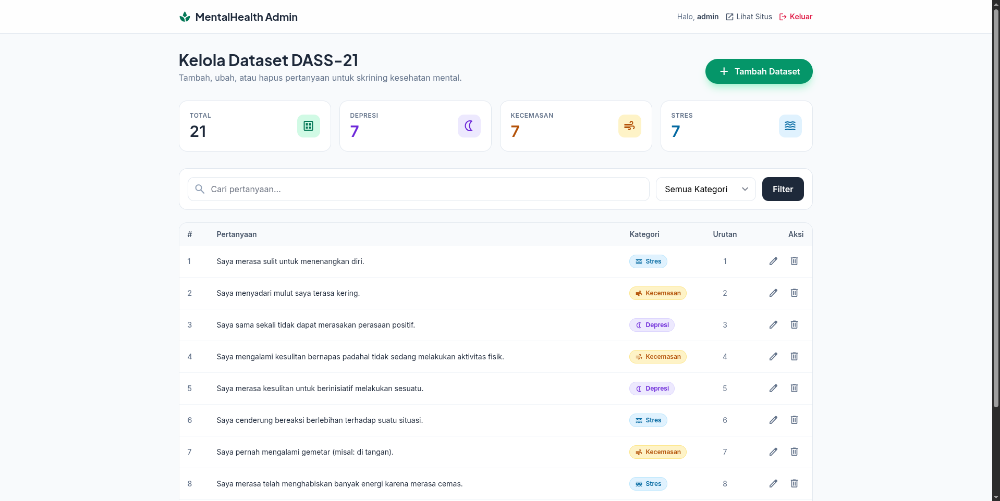 MentalHealth Admin
Halo, admin Lihat Situs Keluar
Kelola Dataset DASS-21
Tambah, ubah, atau hapus pertanyaan untuk skrining kesehatan mental.
Tambah Dataset
TOTAL
21
DEPRESI
7
KECEMASAN
7
STRES
7
Cari pertanyaan...
Semua Kategori
Filter
# Pertanyaan Kategori Urutan Aksi
1 Saya merasa sulit untuk menenangkan diri. Stres 1
2 Saya menyadari mulut saya terasa kering. Kecemasan 2
3 Saya sama sekali tidak dapat merasakan perasaan positif. Depresi 3
4 Saya mengalami kesulitan bernapas padahal tidak sedang melakukan aktivitas fisik. Kecemasan 4
5 Saya merasa kesulitan untuk berinisiatif melakukan sesuatu. Depresi 5
6 Saya cenderung bereaksi berlebihan terhadap suatu situasi. Stres 6
7 Saya pernah mengalami gemetar (misal: di tangan). Kecemasan 7
8 Saya merasa telah menghabiskan banyak energi karena merasa cemas. Stres 8